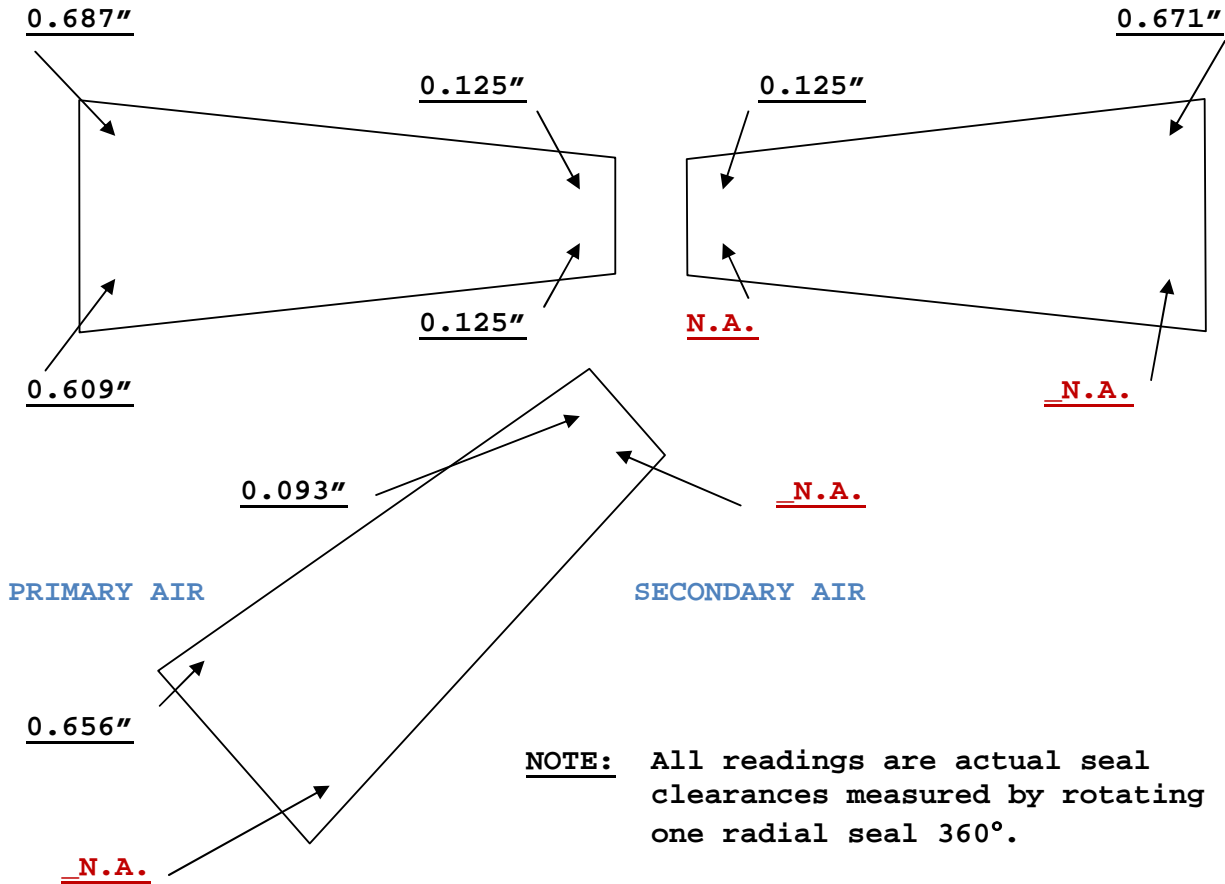 0.687″
0.671″
0.125″
0.125″
0.125″
N.A.
0.609″
_N.A.
0.093″
_N.A.
PRIMARY AIR
SECONDARY AIR
0.656″
NOTE: All readings are actual seal
clearances measured by rotating
one radial seal 360°.
_N.A.